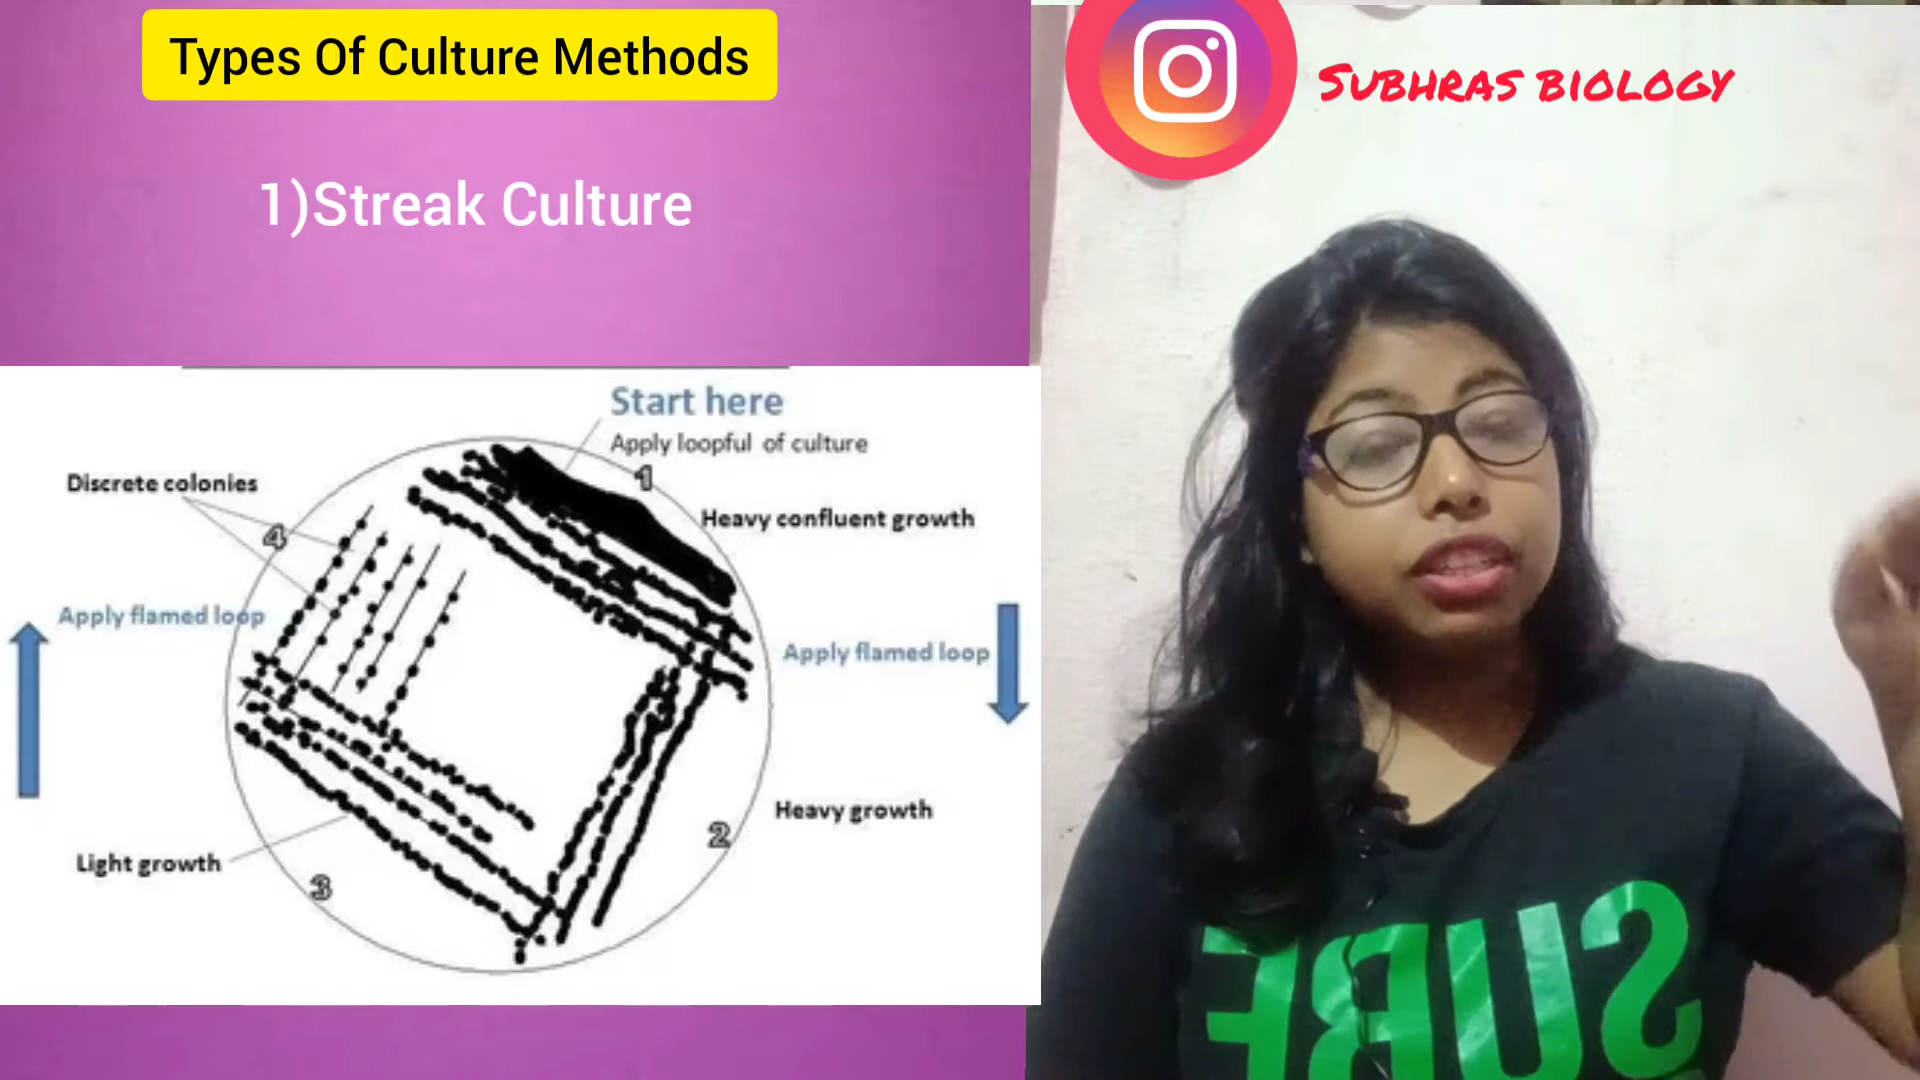 Types Of Culture Methods
SUBHRAS BIOLOGY
1)Streak Culture
Start here
Apply loopful of culture
1
Discrete colonies
Heavy confluent growth
4
Apply flamed loop
Apply flamed loop
Heavy growth
2
Light growth
3